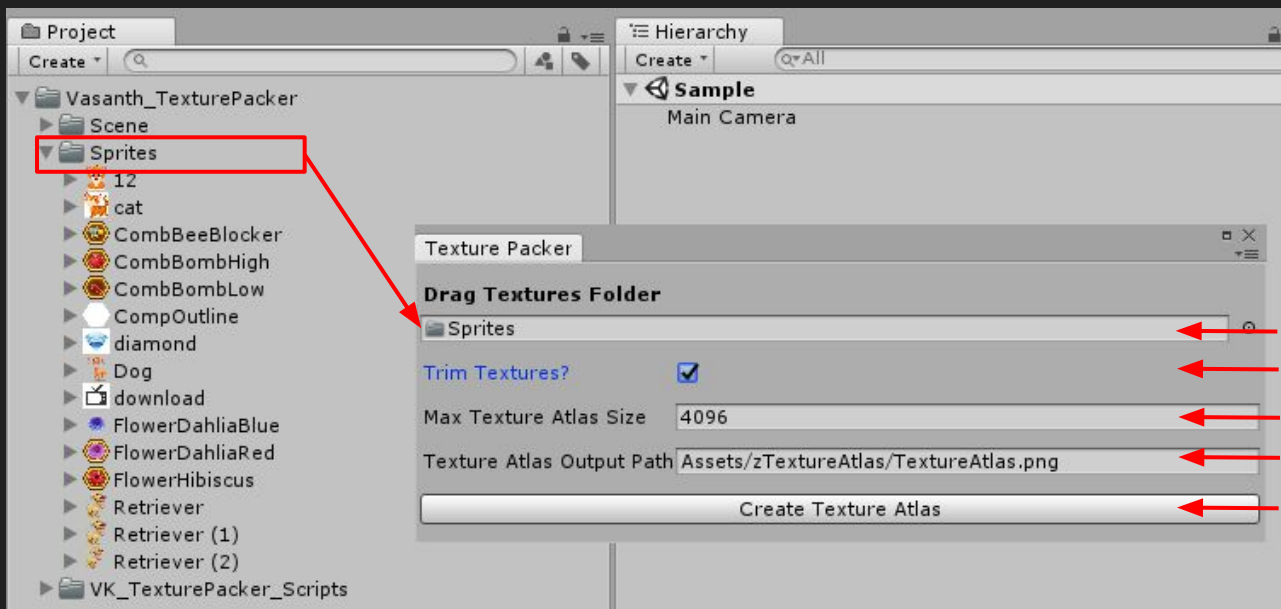 Project
Create
Vasanth_TexturePacker
Scene
Sprites
12
cat
CombBeeBlocker
CombBombHigh
CombBombLow
CompOutline
diamond
Dog
download
FlowerDahliaBlue
FlowerDahliaRed
FlowerHibiscus
Retriever
Retriever (1)
Retriever (2)
VK_TexturePacker_Scripts
Hierarchy
Create All
Sample
Main Camera
Texture Packer
Drag Textures Folder
Sprites
Trim Textures?
Max Texture Atlas Size 4096
Texture Atlas Output Path Assets/zTextureAtlas/TextureAtlas.png
Create Texture Atlas